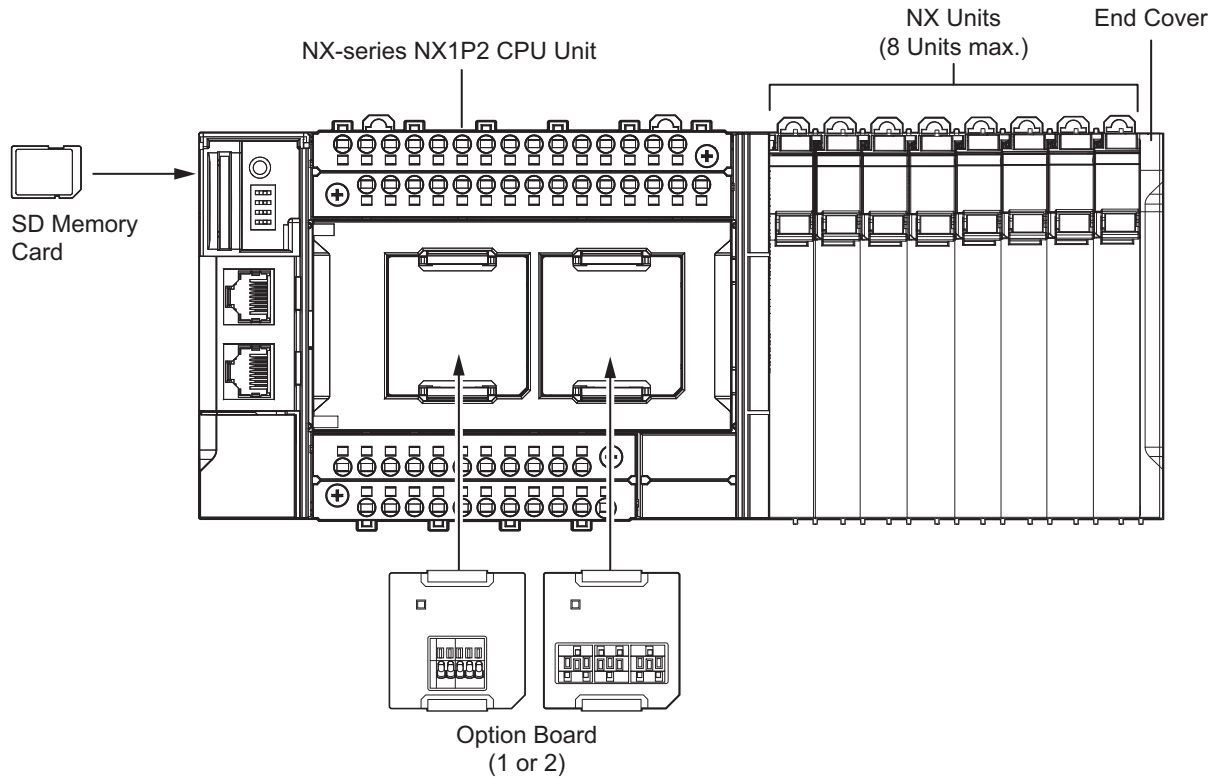 NX Units
(8 Units max.)
End Cover
NX-series NX1P2 CPU Unit
SD Memory
Card
Option Board
(1 or 2)